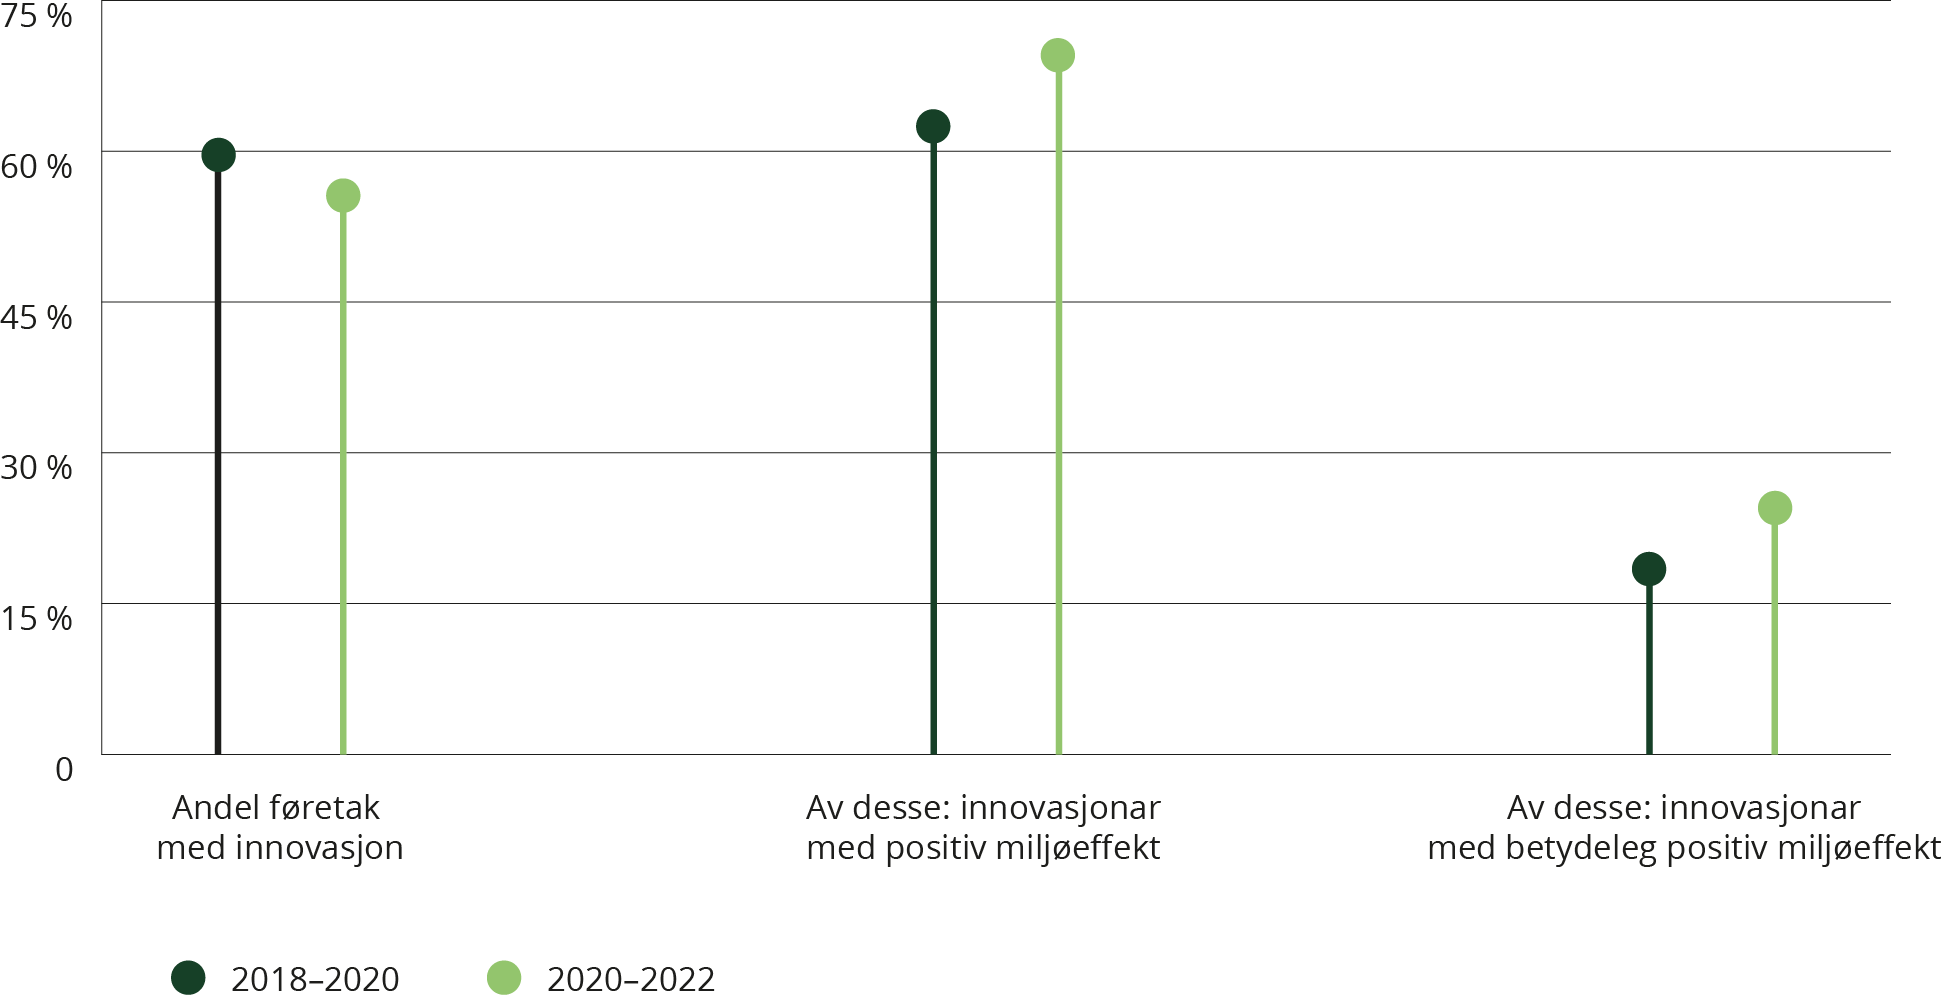 75 %
60 %
45 %
30 %
15 %
0
Andel føretak
med innovasjon
Av desse: innovasjonar
med positiv miljøeffekt
Av desse: innovasjonar
med betydeleg positiv miljøeffekt
2018–2020
2020–2022